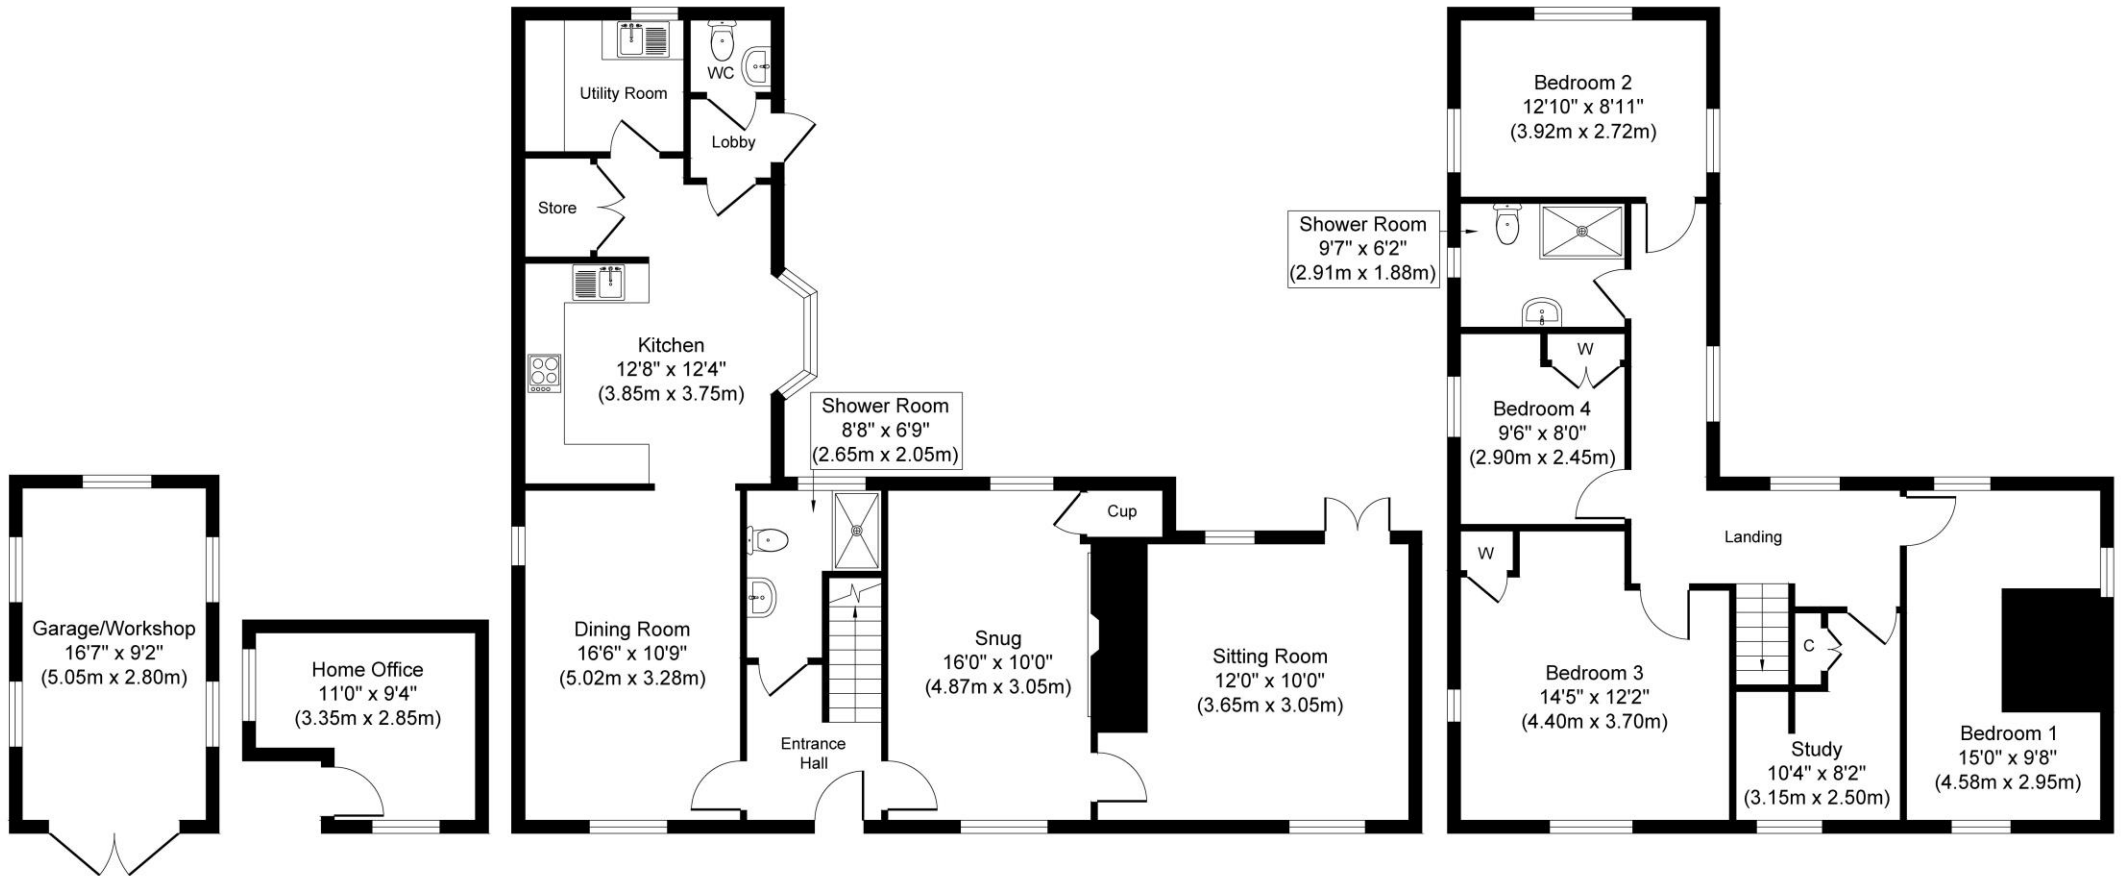 Garage/Workshop
16'7" x 9'2"
(5.05m x 2.80m)
Home Office
11'0" x 9'4"
(3.35m x 2.85m)
Utility Room
WC
Lobby
Store
Kitchen
12'8" x 12'4"
(3.85m x 3.75m)
Shower Room
8'8" x 6'9"
(2.65m x 2.05m)
Dining Room
16'6" x 10'9"
(5.02m x 3.28m)
Entrance
Hall
Snug
16'0" x 10'0"
(4.87m x 3.05m)
Cup
Sitting Room
12'0" x 10'0"
(3.65m x 3.05m)
Bedroom 2
12'10" x 8'11"
(3.92m x 2.72m)
Shower Room
9'7" x 6'2"
(2.91m x 1.88m)
W
Bedroom 4
9'6" x 8'0"
(2.90m x 2.45m)
Landing
W
Bedroom 3
14'5" x 12'2"
(4.40m x 3.70m)
C
Study
10'4" x 8'2"
(3.15m x 2.50m)
Bedroom 1
15'0" x 9'8"
(4.58m x 2.95m)